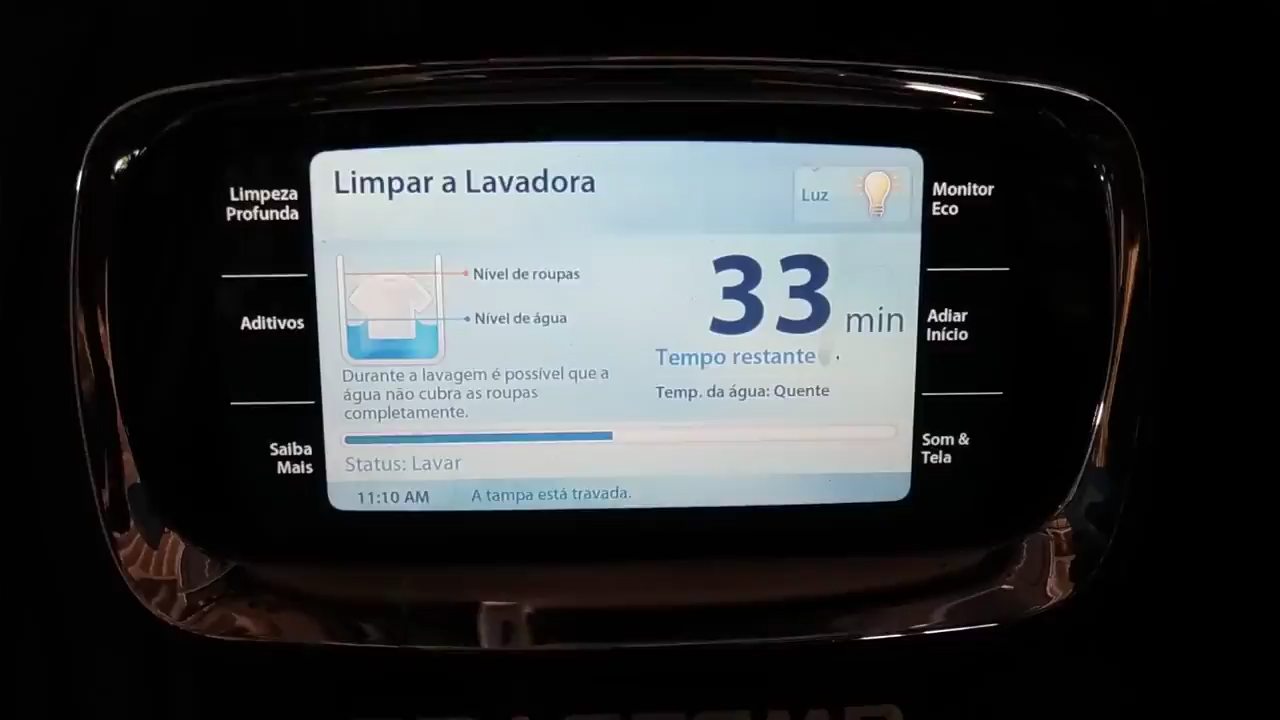 Limpar a Lavadora
Luz
Limpeza
Profunda
Monitor
Eco
Nível de roupas
Nível de água
33 min
Tempo restante
Temp. da água: Quente
Aditivos
Adiar
Início
Durante a lavagem é possível que a
água não cubra as roupas
completamente.
Saiba
Mais
Som &
Tela
Status: Lavar
11:10 AM
A tampa está travada.